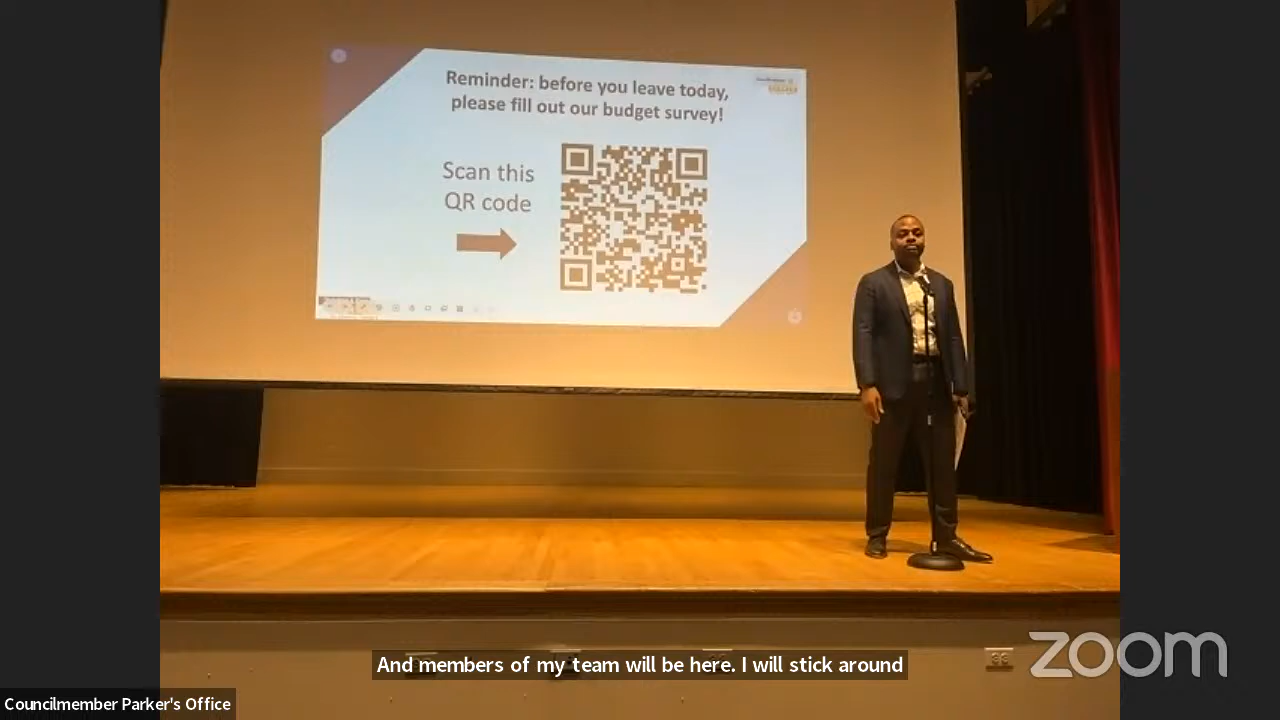 Reminder: before you leave today,
please fill out our budget survey!
Scan this
QR code
And members of my team will be here. I will stick around
zoom
Councilmember Parker's Office